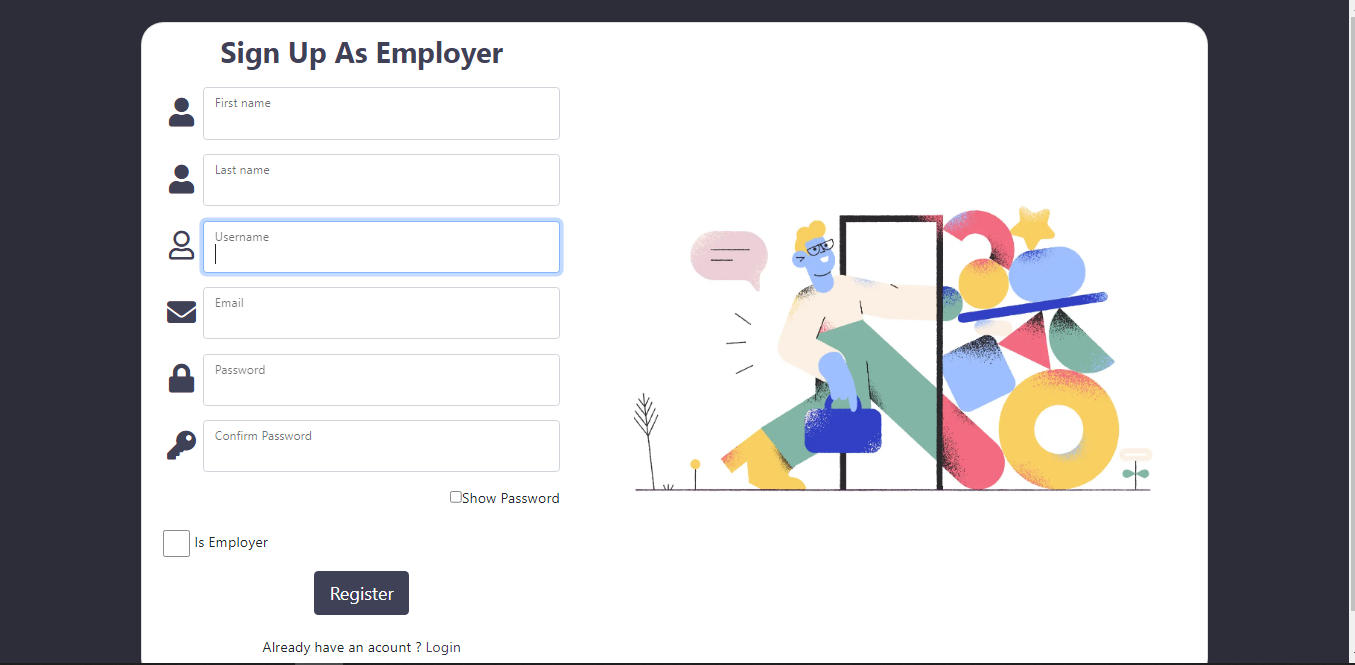 Sign Up As Employer
First name
Last name
Username
Email
Password
Confirm Password
Show Password
Is Employer
Register
Already have an acount ? Login